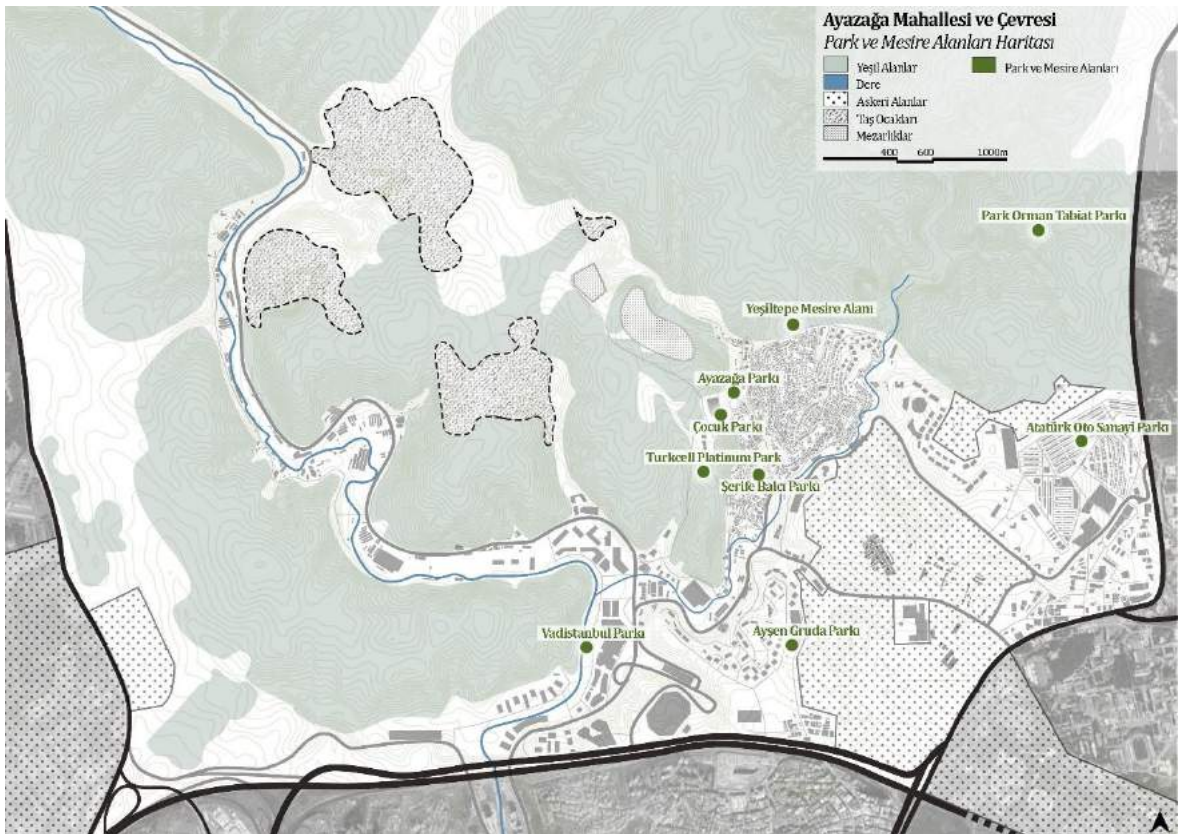 Ayazağa Mahallesi ve Çevresi
Park ve Mesire Alanları Haritası
Yeşil Alanlar
Park ve Mesire Alanları
Dere
Askeri Alanlar
Taş Ocakları
Mezarlıklar
400 600 1000m
Park Orman Tabiat Parkı
Yeşiltepe Mesire Alanı
Ayazağa Parkı
Çocuk Parkı
Atatürk Oto Sanayi Parkı
Turkcell Platinum Park
Şerife Balcı Parkı
Vadistanbul Parkı
Ayşen Gruda Parkı